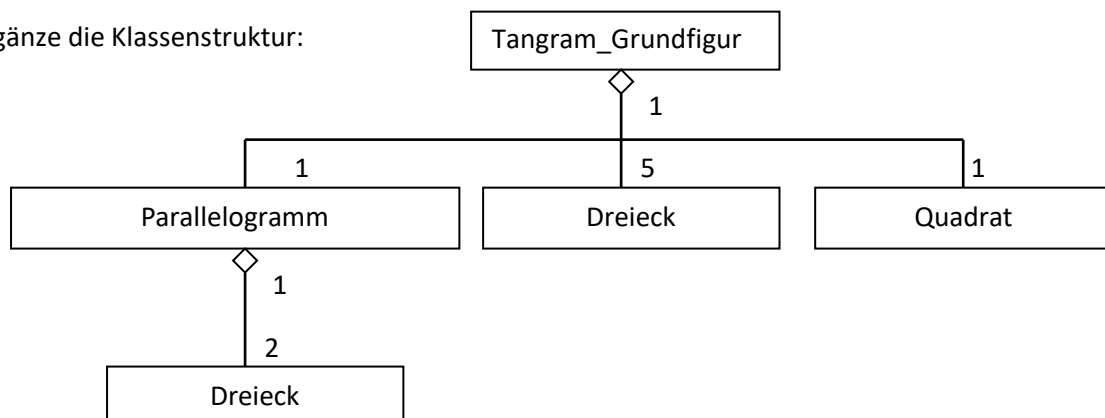 gänze die Klassenstruktur:
Tangram_Grundfigur
1
1 5 1
Parallelogramm Dreieck Quadrat
1
2
Dreieck